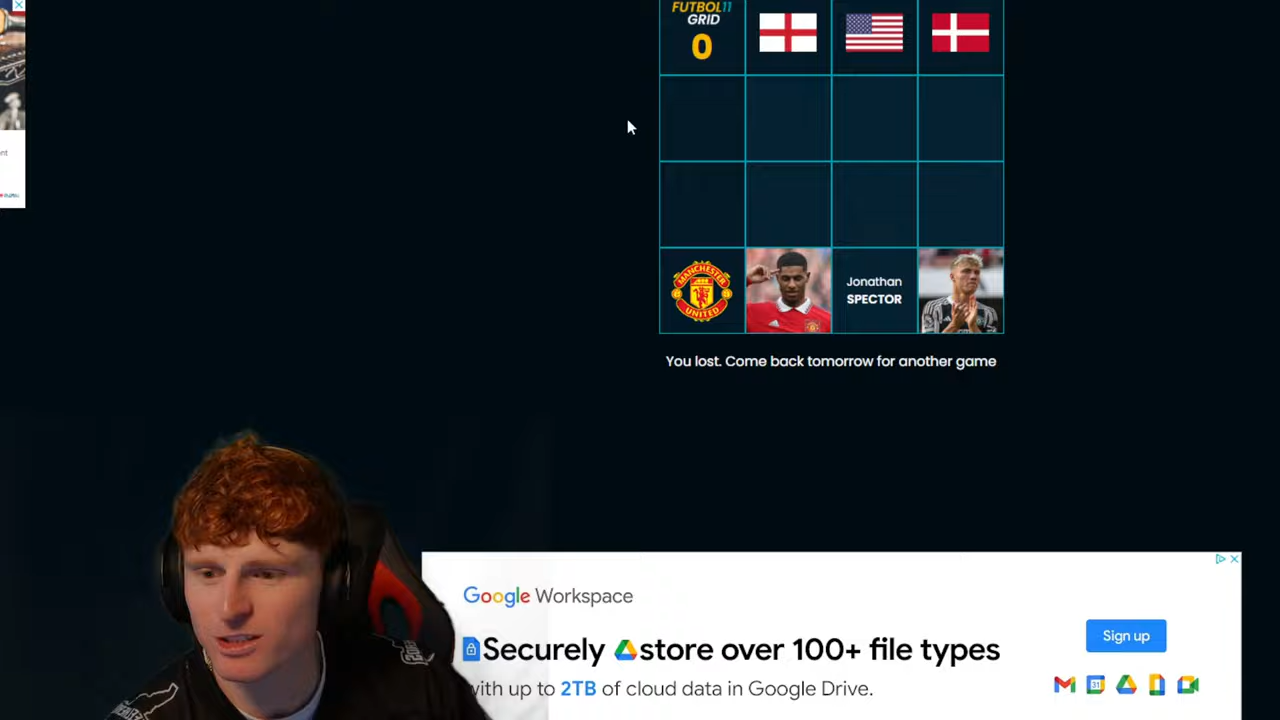 FUTBOL11
GRID
0
MANCHESTER
UNITED
Jonathan
SPECTOR
You lost. Come back tomorrow for another game
Google Workspace
Securely store over 100+ file types
with up to 2TB of cloud data in Google Drive.
Sign up
31